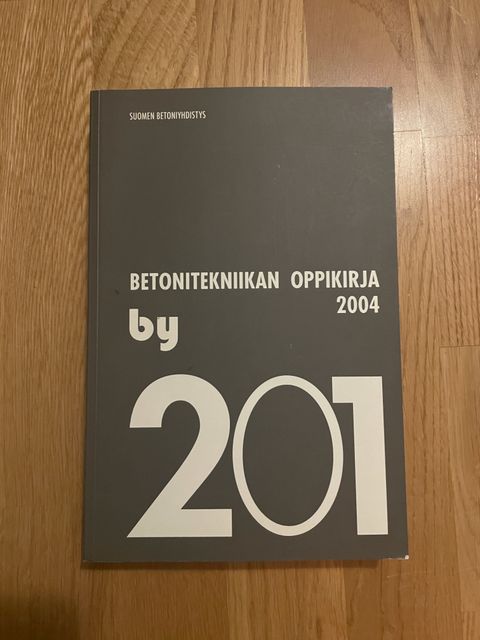 SUOMEN BETONIYHDISTYS
BETONITEKNIIKAN OPPIKIRJA
2004
by
201